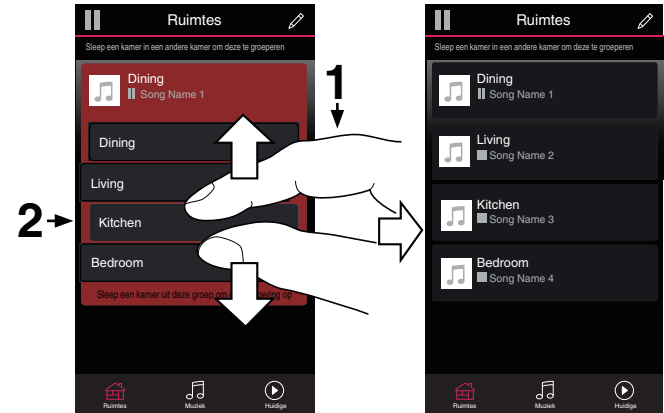 Ruimtes
Sleep een kamer in een andere kamer om deze te groeperen
1
Dining
Song Name 1
Dining
Living
2
Kitchen
Bedroom
Sleep een kamer uit deze groep om op
Ruimtes
Muziek
Huidige
Ruimtes
Sleep een kamer in een andere kamer om deze te groeperen
Dining
Song Name 1
Living
Song Name 2
Kitchen
Song Name 3
Bedroom
Song Name 4
Ruimtes
Muziek
Huidige